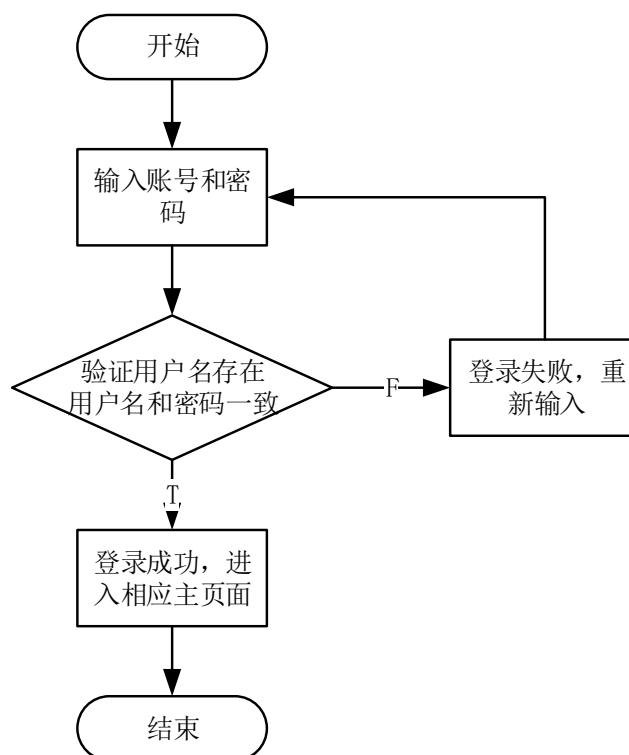 开始
输入账号和密
码
验证用户名存在
用户名和密码一致
F
登录失败，重
新输入
T
登录成功，进
入相应主页面
结束